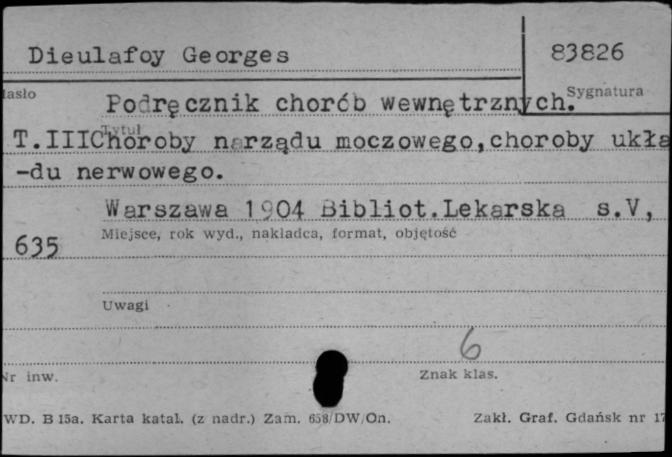 Dieulafoy Georges
83826
Hasło
Sygnatura
Podręcznik chorób wewnętrznych.
Tytuł
T.III Choroby narządu moczowego,choroby ukła
-du nerwowego.
Warszawa 1904 Bibliot.Lekarska s.V,
Miejsce, rok wyd., nakładca, format, objętość
635
Uwagi
6
Nr inw.
Znak klas.
WD. B 15a. Karta katal. (z nadr.) Zam. 658/DW/On.
Zakł. Graf. Gdańsk nr 17